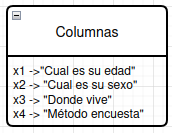 Columnas
x1 ->"Cual es su edad"
x2 -> "Cual es su sexo"
x3 -> "Donde vive"
x4 -> "Método encuesta"